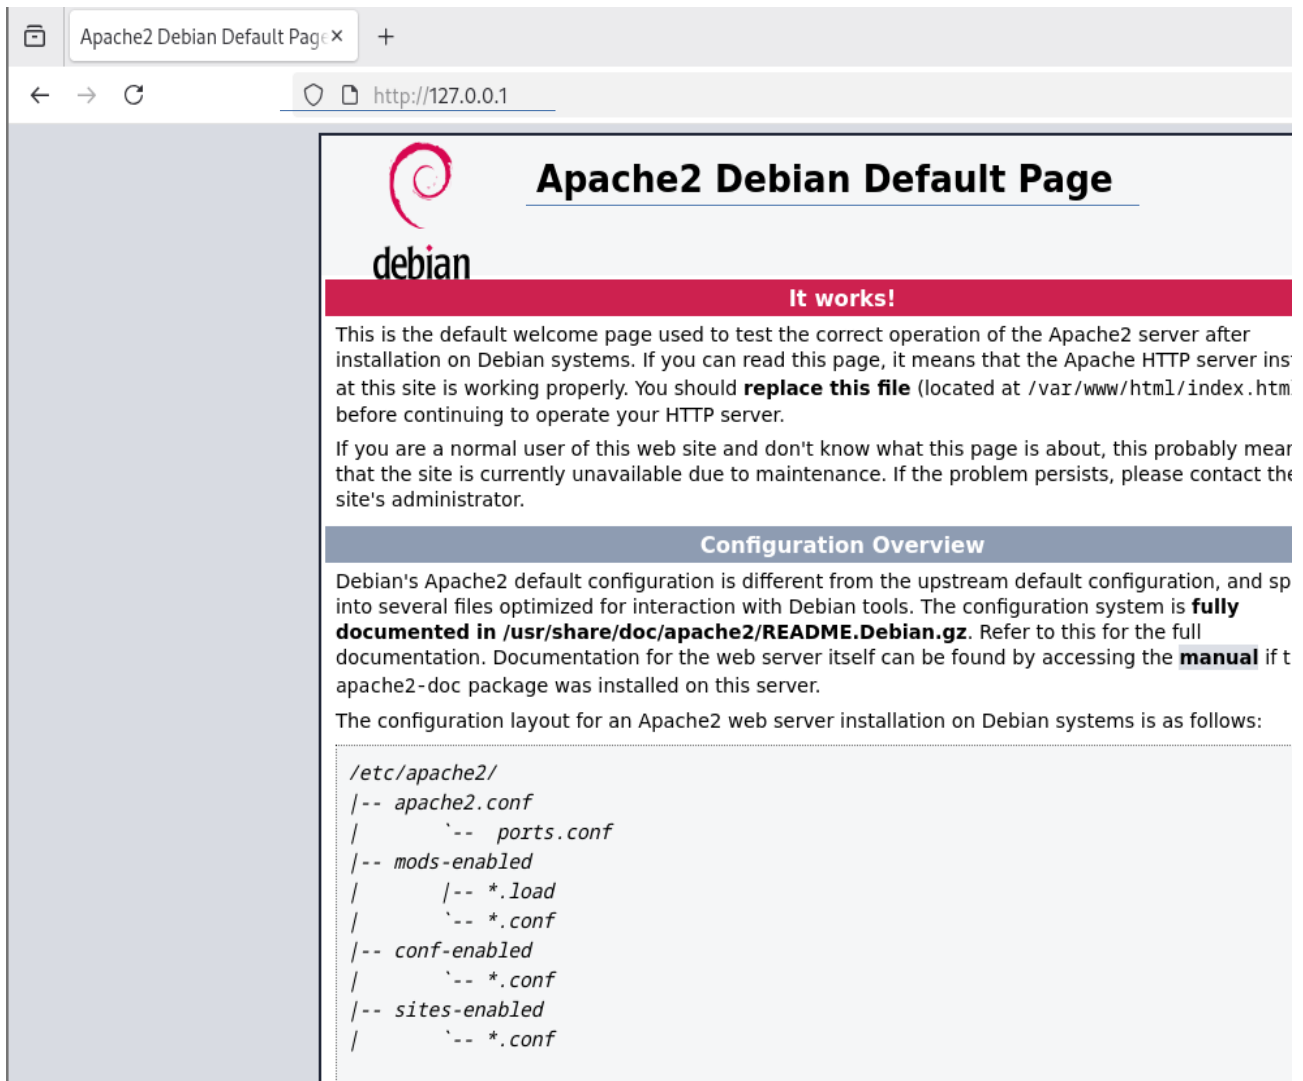 Apache2 Debian Default Page
http://127.0.0.1
debian
Apache2 Debian Default Page
It works!
This is the default welcome page used to test the correct operation of the Apache2 server after
installation on Debian systems. If you can read this page, it means that the Apache HTTP server ins
at this site is working properly. You should replace this file (located at /var/www/html/index.htm
before continuing to operate your HTTP server.
If you are a normal user of this web site and don't know what this page is about, this probably mear
that the site is currently unavailable due to maintenance. If the problem persists, please contact the
site's administrator.
Configuration Overview
Debian's Apache2 default configuration is different from the upstream default configuration, and sp
into several files optimized for interaction with Debian tools. The configuration system is fully
documented in /usr/share/doc/apache2/README.Debian.gz. Refer to this for the full
documentation. Documentation for the web server itself can be found by accessing the manual if t
apache2-doc package was installed on this server.
The configuration layout for an Apache2 web server installation on Debian systems is as follows:
/etc/apache2/
|-- apache2.conf
|       `--  ports.conf
|-- mods-enabled
|       |-- *.load
|       `-- *.conf
|-- conf-enabled
|       `-- *.conf
|-- sites-enabled
|       `-- *.conf